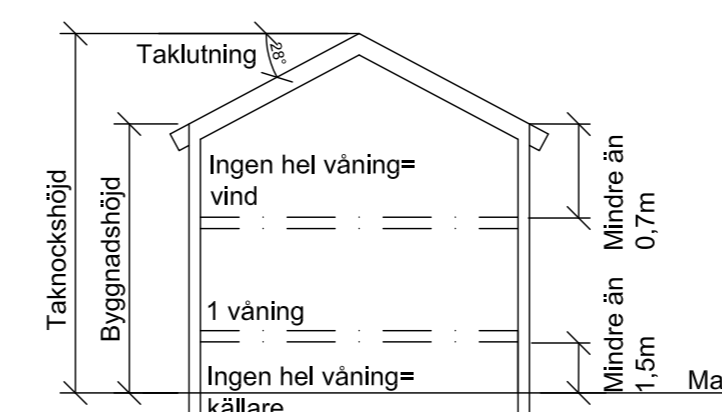 Taklutning
28°
Ingen hel våning=
vind
Taknockshöjd
Byggnadshöjd
Mindre än
0,7m
1 våning
Mindre än
1,5m
Ingen hel våning=
källare
Ma